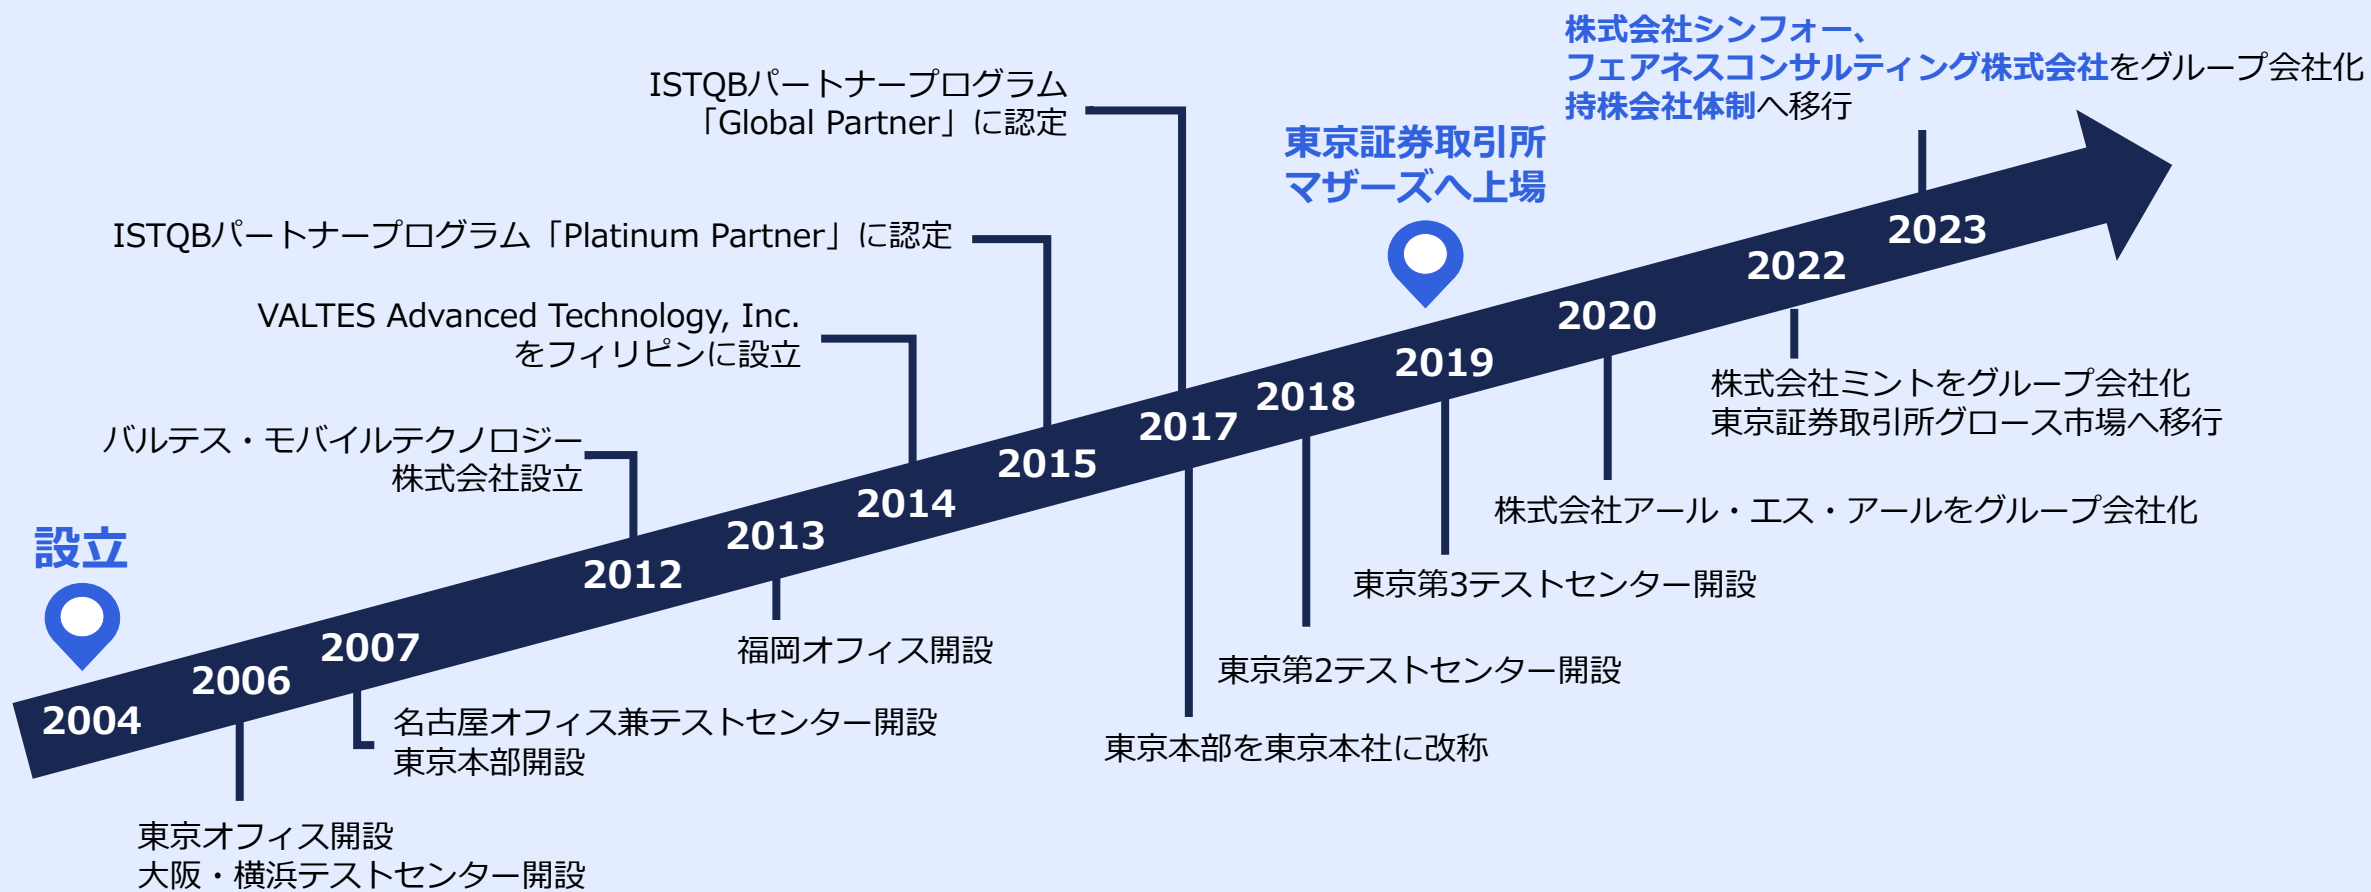 株式会社シンフォー、
フェアネスコンサルティング株式会社をグループ会社化
持株会社体制へ移行
ISTQBパートナープログラム
「Global Partner」に認定
東京証券取引所
マザーズへ上場
ISTQBパートナープログラム「Platinum Partner」に認定
VALTES Advanced Technology, Inc.
をフィリピンに設立
バルテス・モバイルテクノロジー
株式会社設立
設立
2004
2006
2007
2012
2013
2014
2015
2017
2018
2019
2020
2022
2023
株式会社ミントをグループ会社化
東京証券取引所グロース市場へ移行
株式会社アール・エス・アールをグループ会社化
東京第3テストセンター開設
福岡オフィス開設
東京第2テストセンター開設
名古屋オフィス兼テストセンター開設
東京本部開設
東京本部を東京本社に改称
東京オフィス開設
大阪・横浜テストセンター開設